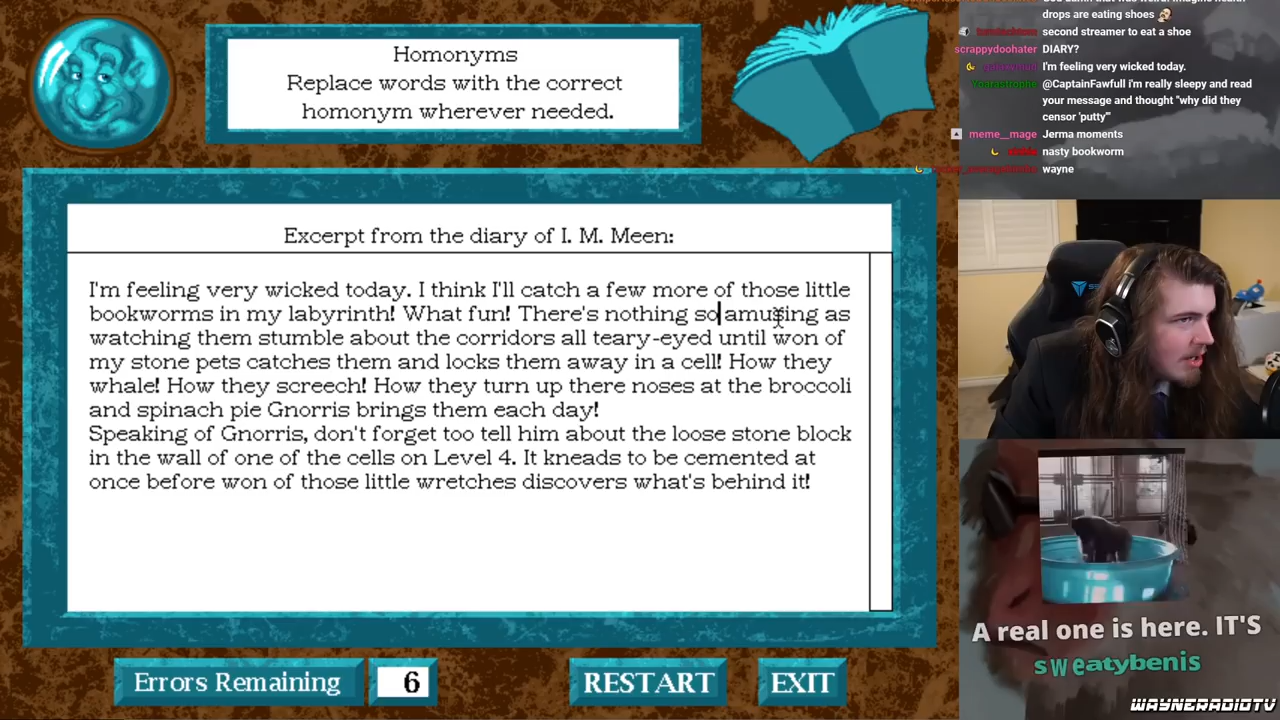 Homonyms
Replace words with the correct
homonym wherever needed.
Excerpt from the diary of I. M. Meen:
I'm feeling very wicked today. I think I'll catch a few more of those little
bookworms in my labyrinth! What fun! There's nothing so amusing as
watching them stumble about the corridors all teary-eyed until won of
my stone pets catches them and locks them away in a cell! How they
whale! How they screech! How they turn up there noses at the broccoli
and spinach pie Gnorris brings them each day!
Speaking of Gnorris, don't forget too tell him about the loose stone block
in the wall of one of the cells on Level 4. It kneads to be cemented at
once before won of those little wretches discovers what's behind it!
Errors Remaining
6
RESTART
EXIT
drops are eating shoes
second streamer to eat a shoe
scrappydoohater DIARY?
I'm feeling very wicked today.
@CaptainFawfull i'm really sleepy and read
your message and thought "why did they
censor 'putty'"
meme__mage Jerma moments
nasty bookworm
wayne
A real one is here. IT'S
sweatybenis
WAYNERADIOTV